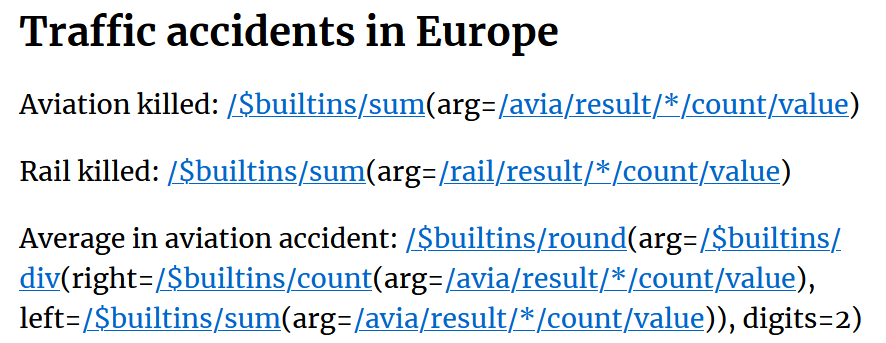 Traffic accidents in Europe
Aviation killed: /$builtins/sum(arg=/avia/result/*/count/value)
Rail killed: /$builtins/sum(arg=/rail/result/*/count/value)
Average in aviation accident: /$builtins/round(arg=/$builtins/
div(right=/$builtins/count(arg=/avia/result/*/count/value),
left=/$builtins/sum(arg=/avia/result/*/count/value)), digits=2)